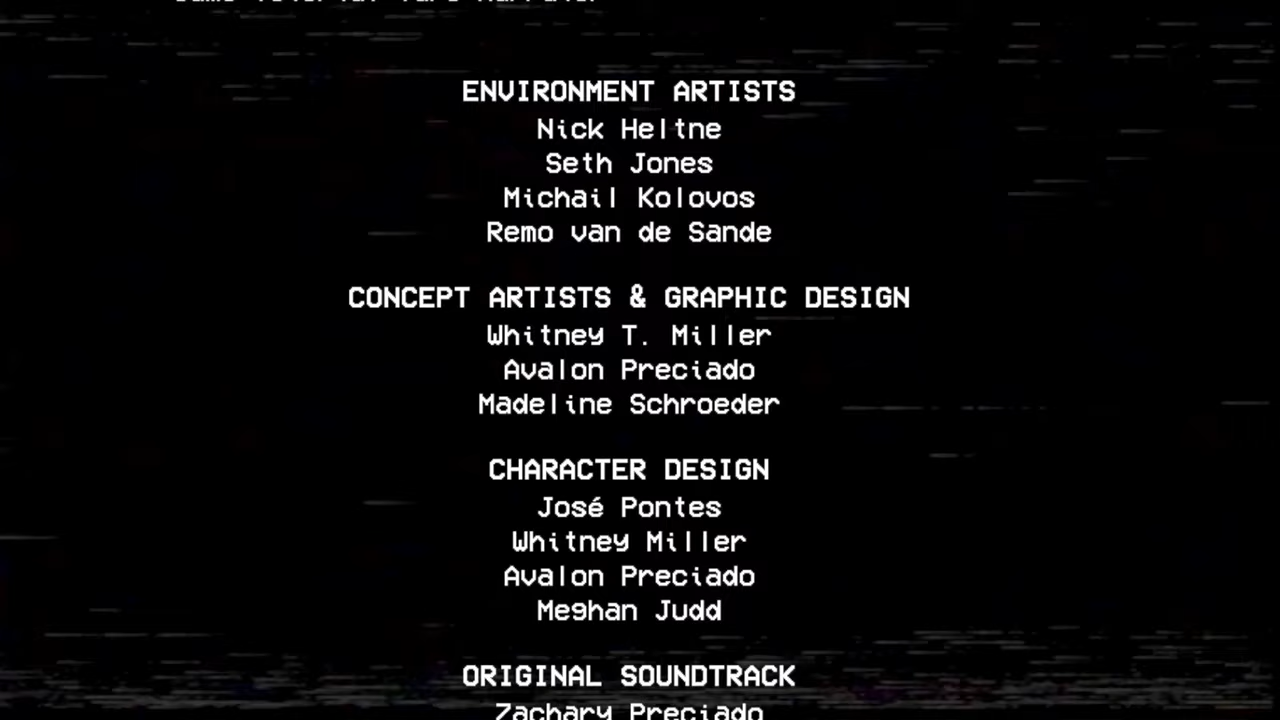 ENVIRONMENT ARTISTS
Nick Heltne
Seth Jones
Michail Kolovos
Remo van de Sande
CONCEPT ARTISTS & GRAPHIC DESIGN
Whitney T. Miller
Avalon Preciado
Madeline Schroeder
CHARACTER DESIGN
José Pontes
Whitney Miller
Avalon Preciado
Meghan Judd
ORIGINAL SOUNDTRACK
Zachary Preciado